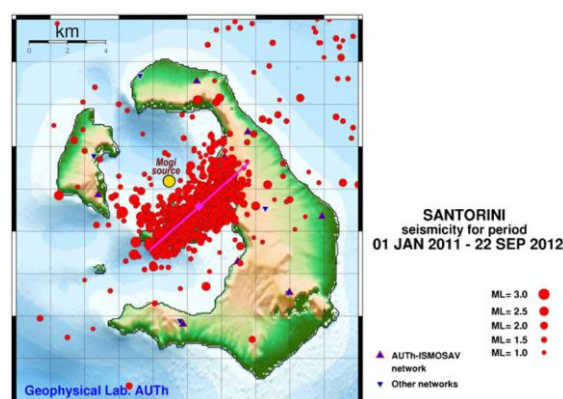 km
0 2 4
Mogi
source
SANTORINI
seismicity for period
01 JAN 2011 - 22 SEP 2012
ML= 3.0
ML= 2.5
ML= 2.0
ML= 1.5
ML= 1.0
AUTh-ISMOSAV
network
Other networks
Geophysical Lab. AUTh